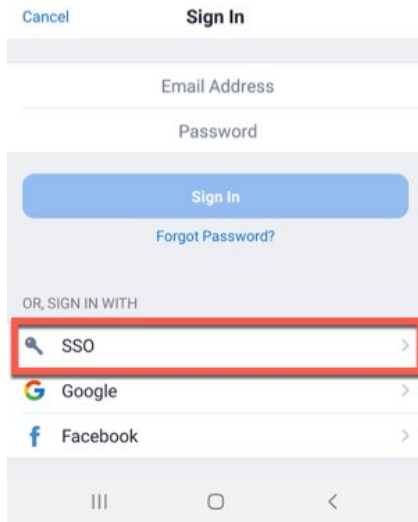 Cancel Sign In
Email Address
Password
Sign In
Forgot Password?
OR, SIGN IN WITH
SSO
Google
Facebook